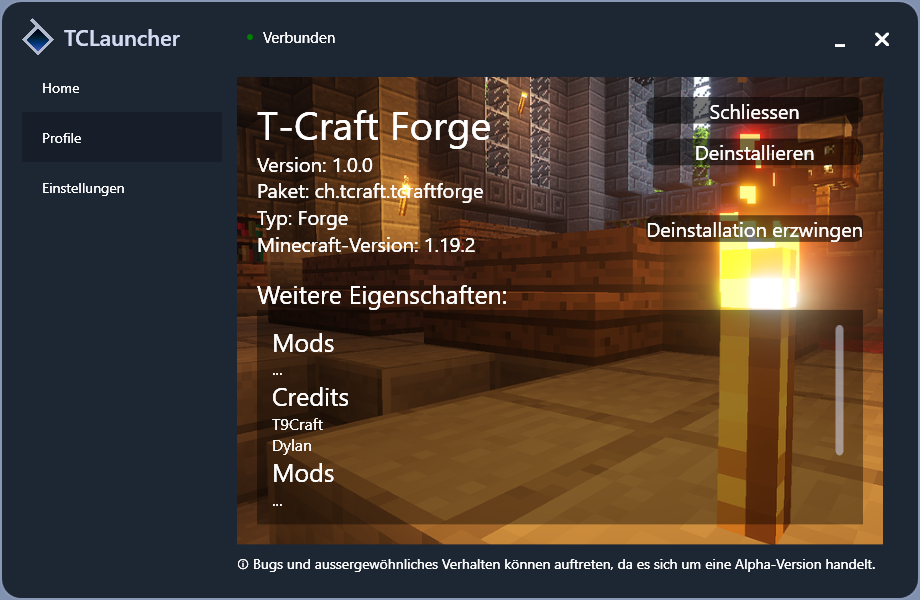 TCLauncher
Verbunden
Home
Profile
Einstellungen
T-Craft Forge
Version: 1.0.0
Paket: ch.tcraft.tcraftforge
Typ: Forge
Minecraft-Version: 1.19.2
Schliessen
Deinstallieren
Deinstallation erzwingen
Weitere Eigenschaften:
Mods
...
Credits
T9Craft
Dylan
Mods
...
Bugs und aussergewöhnliches Verhalten können auftreten, da es sich um eine Alpha-Version handelt.